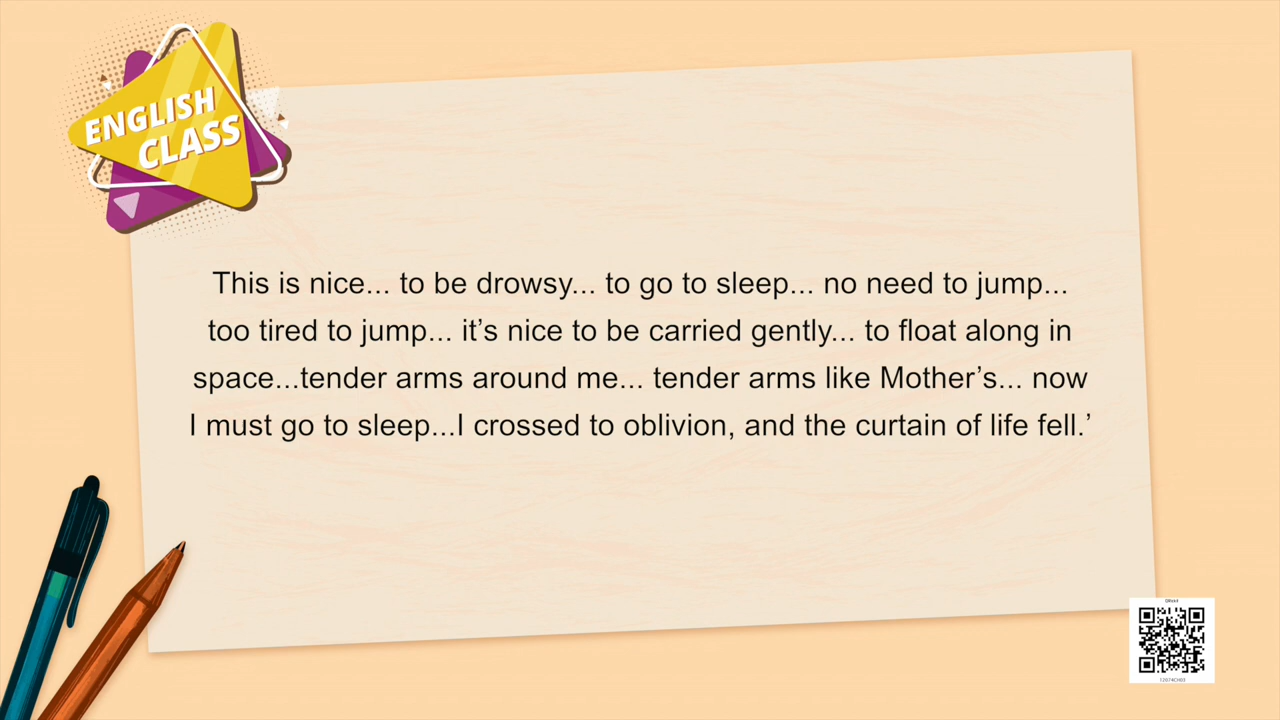 ENGLISH
CLASS
This is nice... to be drowsy... to go to sleep... no need to jump...
too tired to jump... it’s nice to be carried gently... to float along in
space...tender arms around me... tender arms like Mother’s... now
I must go to sleep...I crossed to oblivion, and the curtain of life fell.’